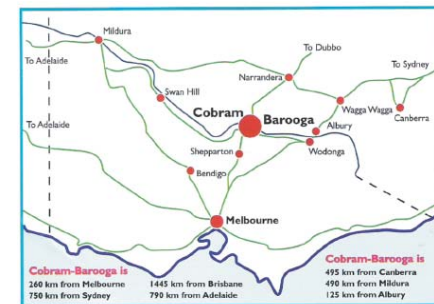 Mildura
To Dubbo
To Adelaide
To Sydney
Narrandera
Swan Hill
Cobram
Barooga
Wagga Wagga
Canberra
To Adelaide
Albury
Shepparton
Wodonga
Bendigo
Melbourne
Cobram-Barooga is
260 km from Melbourne
750 km from Sydney
1445 km from Brisbane
790 km from Adelaide
Cobram-Barooga is
495 km from Canberra
490 km from Mildura
125 km from Albury